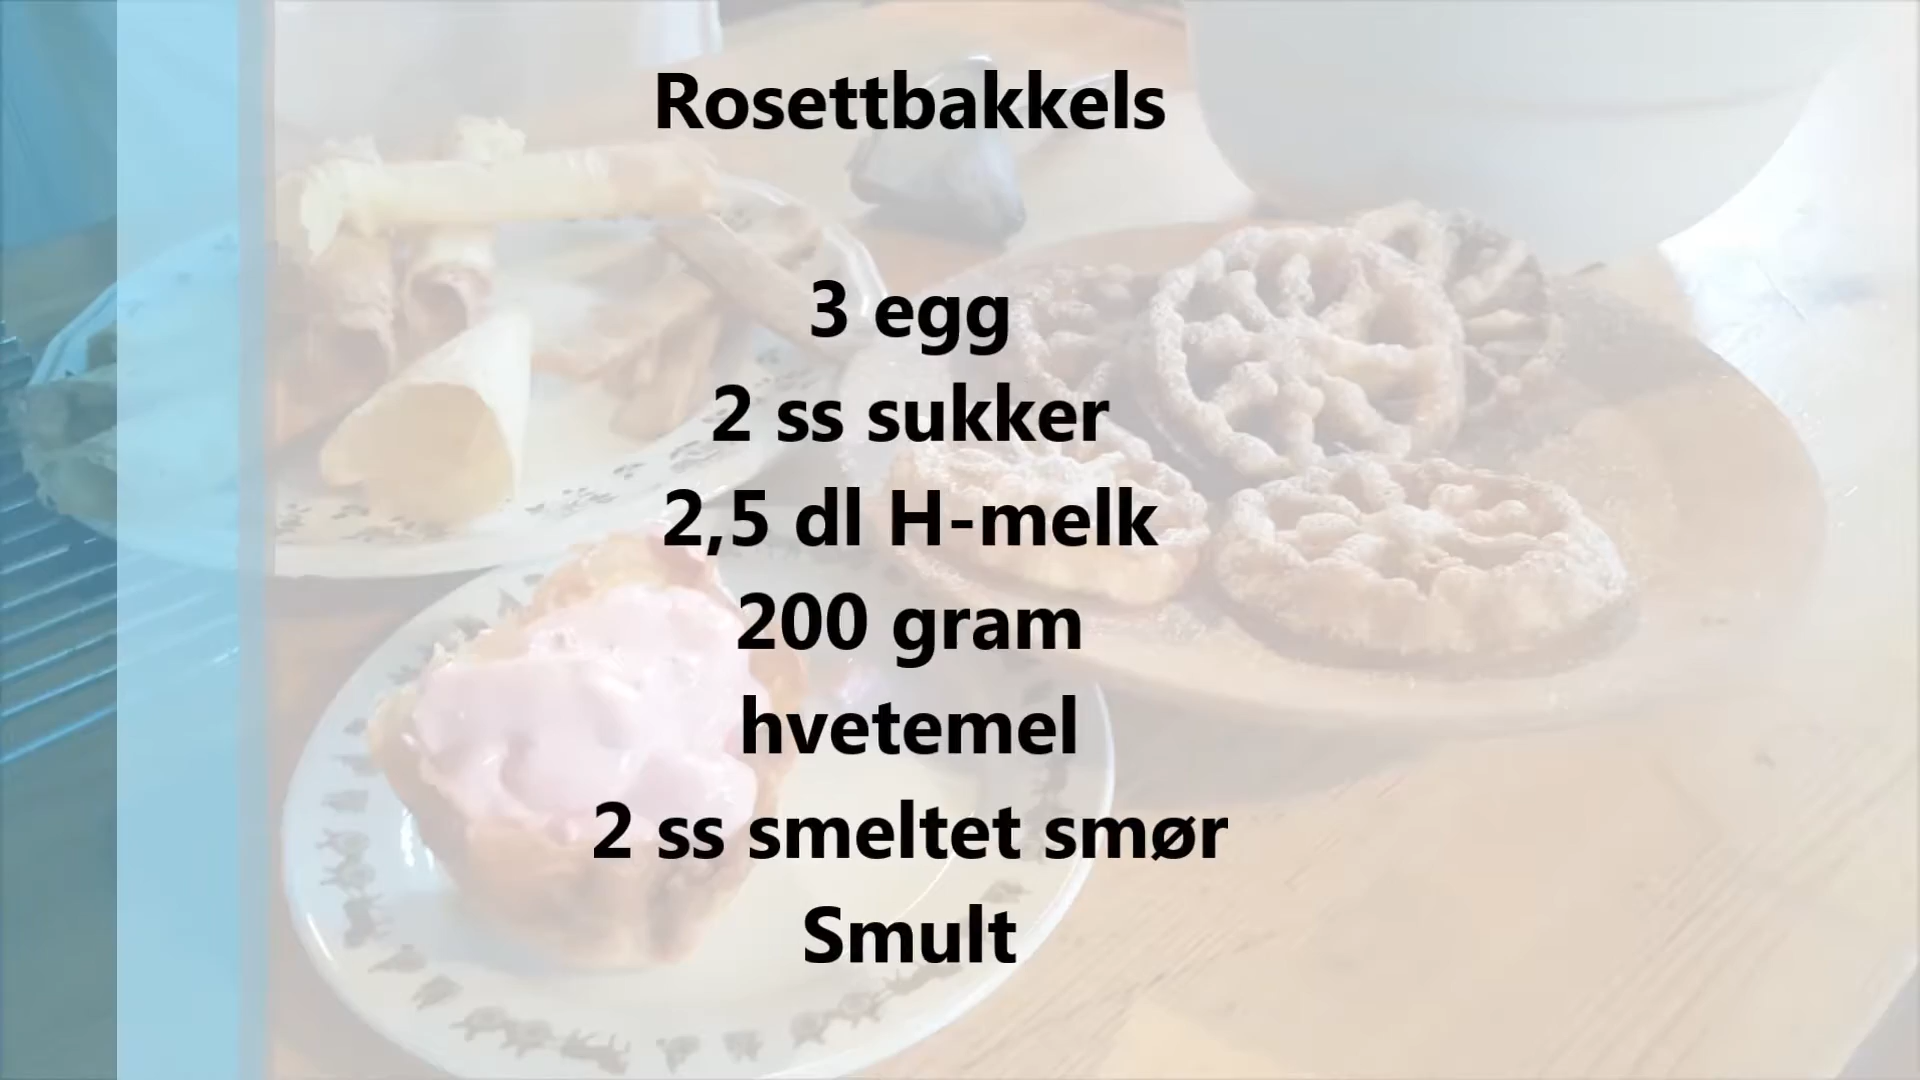 Rosettbakkels
3 egg
2 ss sukker
2,5 dl H-melk
200 gram
hvetemel
2 ss smeltet smør
Smult